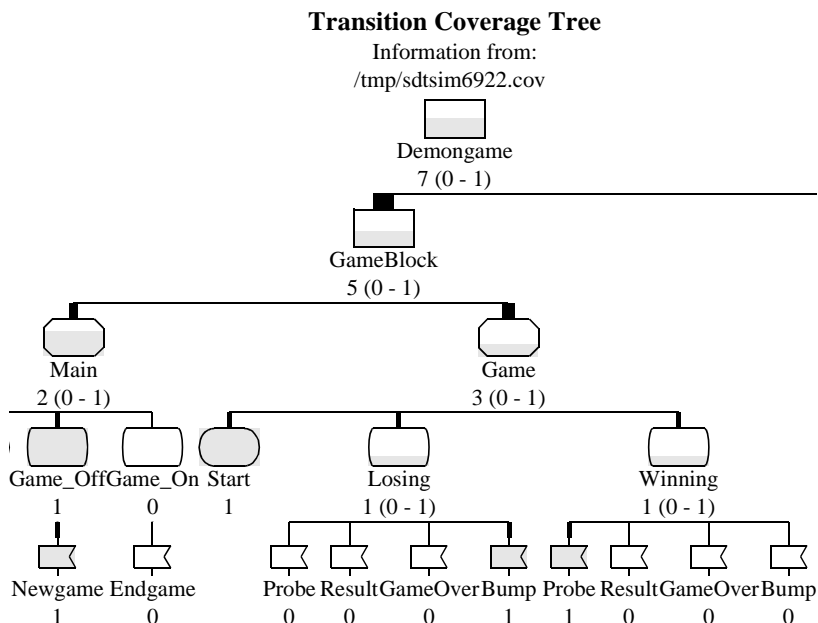 Transition Coverage Tree
Information from:
/tmp/sdtsim6922.cov
Demongame
7 (0 - 1)
GameBlock
5 (0 - 1)
Main Game
2 (0 - 1) 3 (0 - 1)
Game_Off Game_On Start Losing Winning
1 0 1 1 (0 - 1) 1 (0 - 1)
Newgame Endgame Probe Result GameOver Bump Probe Result GameOver Bump
1 0 0 0 0 1 1 0 0 0